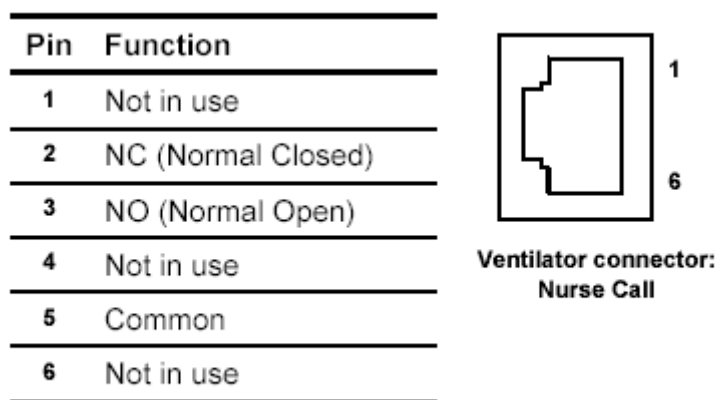 Pin Function
1 Not in use
2 NC (Normal Closed)
3 NO (Normal Open)
4 Not in use
5 Common
6 Not in use
1
6
Ventilator connector:
Nurse Call